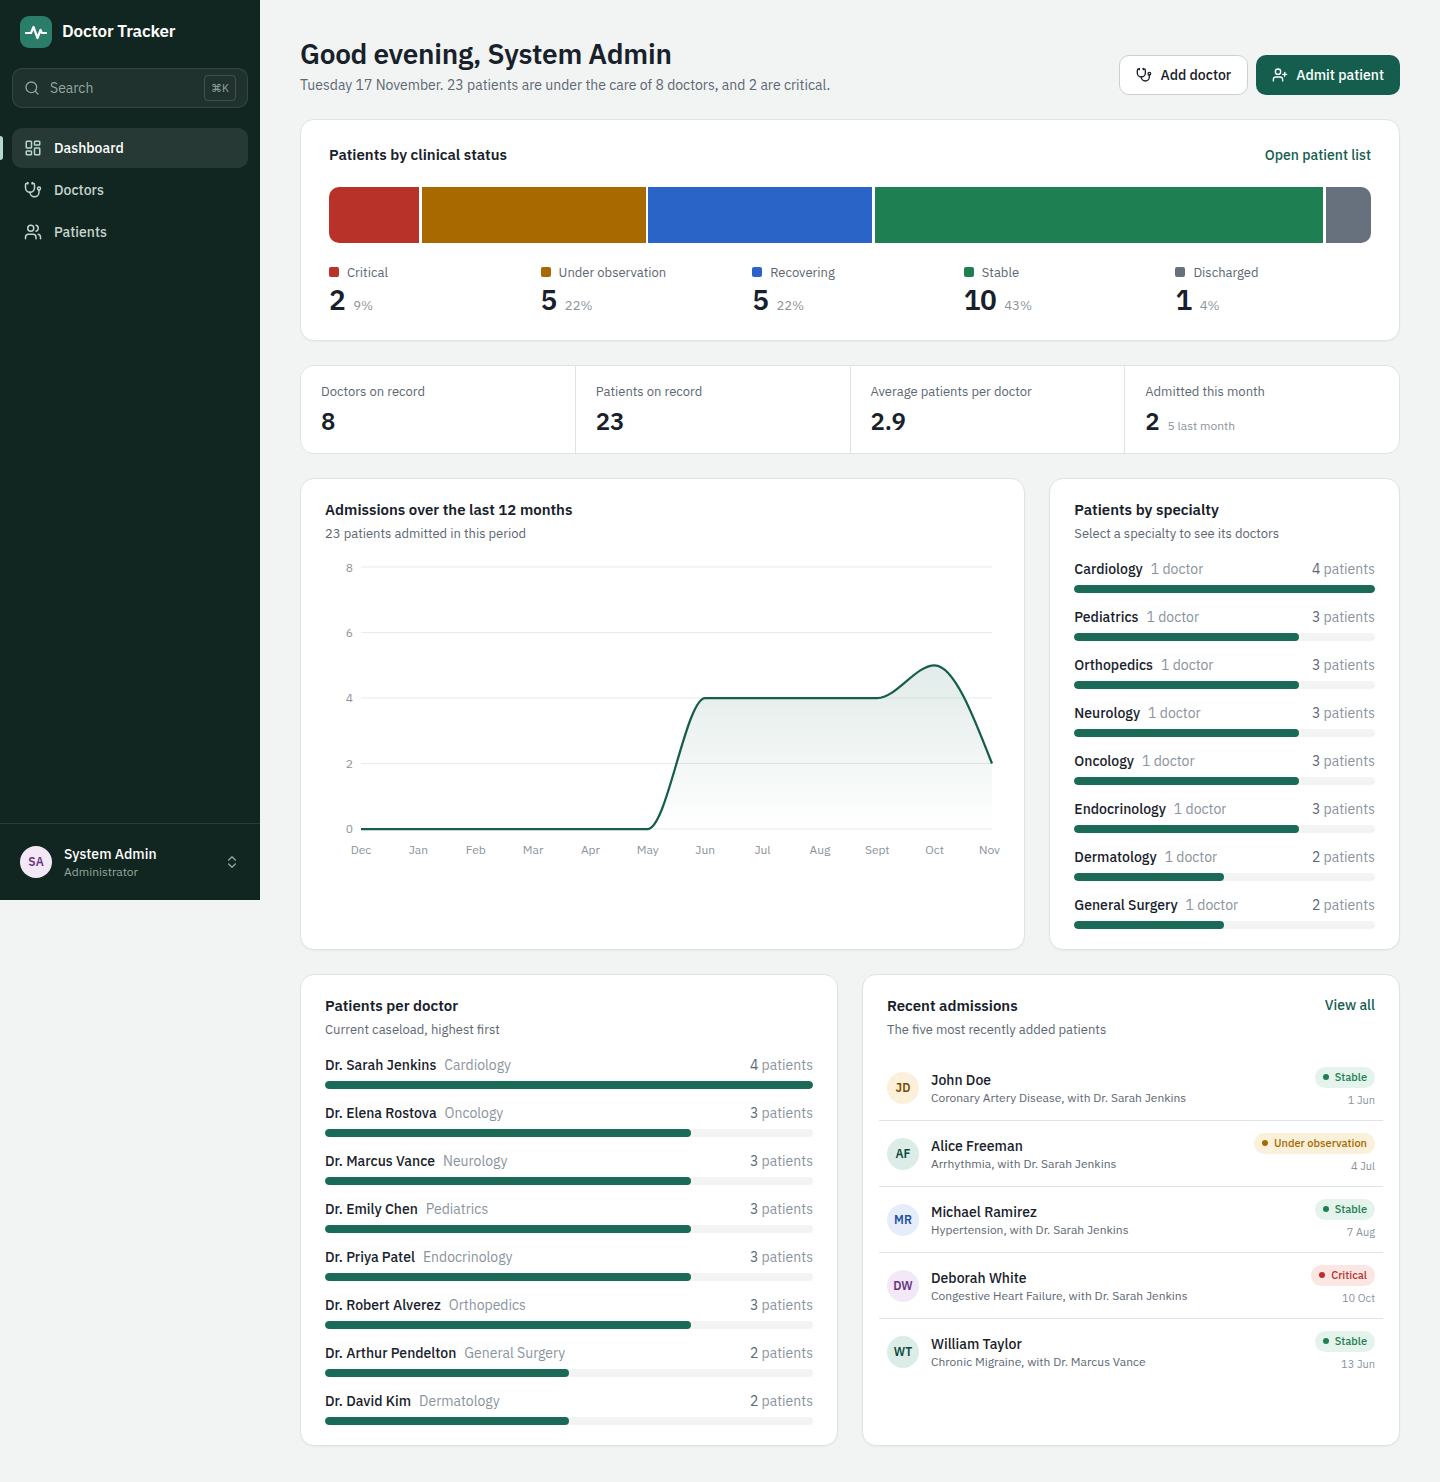 Doctor Tracker
Search ⌘K
Dashboard
Doctors
Patients
SA System Admin
Administrator
Good evening, System Admin
Tuesday 17 November. 23 patients are under the care of 8 doctors, and 2 are critical.
Add doctor
Admit patient
Patients by clinical status
Open patient list
Critical
2 9%
Under observation
5 22%
Recovering
5 22%
Stable
10 43%
Discharged
1 4%
Doctors on record
8
Patients on record
23
Average patients per doctor
2.9
Admitted this month
2 5 last month
Admissions over the last 12 months
23 patients admitted in this period
8
6
4
2
0
Dec Jan Feb Mar Apr May Jun Jul Aug Sept Oct Nov
Patients by specialty
Select a specialty to see its doctors
Cardiology 1 doctor 4 patients
Pediatrics 1 doctor 3 patients
Orthopedics 1 doctor 3 patients
Neurology 1 doctor 3 patients
Oncology 1 doctor 3 patients
Endocrinology 1 doctor 3 patients
Dermatology 1 doctor 2 patients
General Surgery 1 doctor 2 patients
Patients per doctor
Current caseload, highest first
Dr. Sarah Jenkins Cardiology 4 patients
Dr. Elena Rostova Oncology 3 patients
Dr. Marcus Vance Neurology 3 patients
Dr. Emily Chen Pediatrics 3 patients
Dr. Priya Patel Endocrinology 3 patients
Dr. Robert Alverez Orthopedics 3 patients
Dr. Arthur Pendelton General Surgery 2 patients
Dr. David Kim Dermatology 2 patients
Recent admissions
View all
The five most recently added patients
JD John Doe Stable
Coronary Artery Disease, with Dr. Sarah Jenkins 1 Jun
AF Alice Freeman Under observation
Arrhythmia, with Dr. Sarah Jenkins 4 Jul
MR Michael Ramirez Stable
Hypertension, with Dr. Sarah Jenkins 7 Aug
DW Deborah White Critical
Congestive Heart Failure, with Dr. Sarah Jenkins 10 Oct
WT William Taylor Stable
Chronic Migraine, with Dr. Marcus Vance 13 Jun